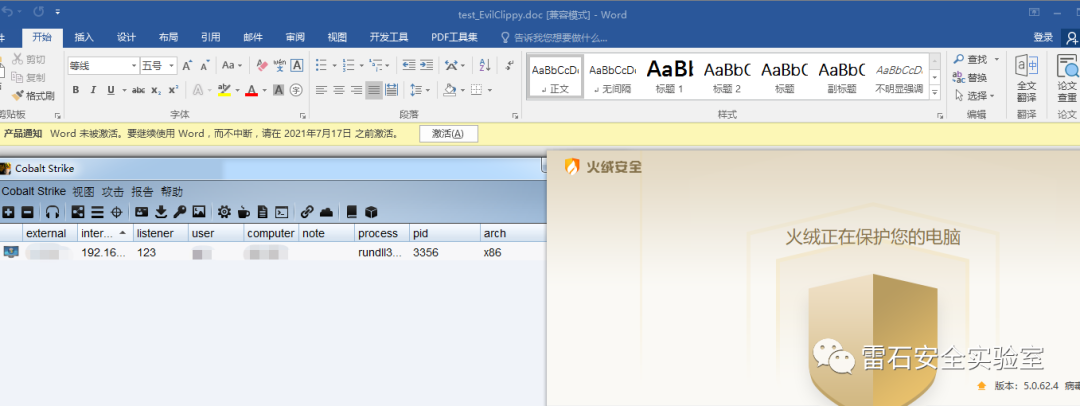 test_EvilClippy.doc [兼容模式] - Word
开始 插入 设计 布局 引用 邮件 审阅 视图 开发工具 PDF工具集 告诉我您想要做什么... 登录
剪切
复制
格式刷
剪贴板
等线 五号 Aa
B I U abc x₂ x² A A A
字体
段落
AaBbCcDc AaBbCcDc AaBb AaBbC AaBbC AaBbC AaBbCcD
正文 无间隔 标题 1 标题 2 标题 副标题 不明显强调
样式
查找
替换
选择
编辑
全文
翻译
翻译
论文
查重
论文
产品通知 Word 未被激活。要继续使用 Word，而不中断，请在 2021年7月17日 之前激活。 激活(A)
Cobalt Strike
Cobalt Strike 视图 攻击 报告 帮助
external inter... listener user computer note process pid arch
192.16... 123 rundll3... 3356 x86
火绒安全
火绒正在保护您的电脑
雷石安全实验室
版本：5.0.62.4 病毒